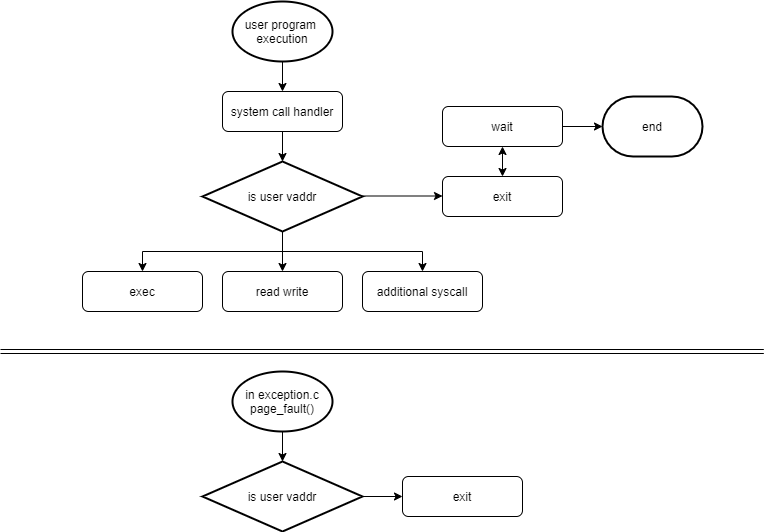 user program
execution
system call handler
wait
end
is user vaddr
exit
exec
read write
additional syscall
in exception.c
page_fault()
is user vaddr
exit